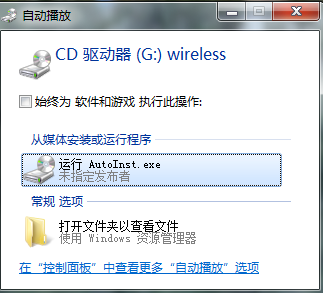 自动播放
CD 驱动器 (G:) wireless
始终为 软件和游戏 执行此操作:
从媒体安装或运行程序
运行 AutoInst.exe
未指定发布者
常规 选项
打开文件夹以查看文件
使用 Windows 资源管理器
在“控制面板”中查看更多“自动播放”选项